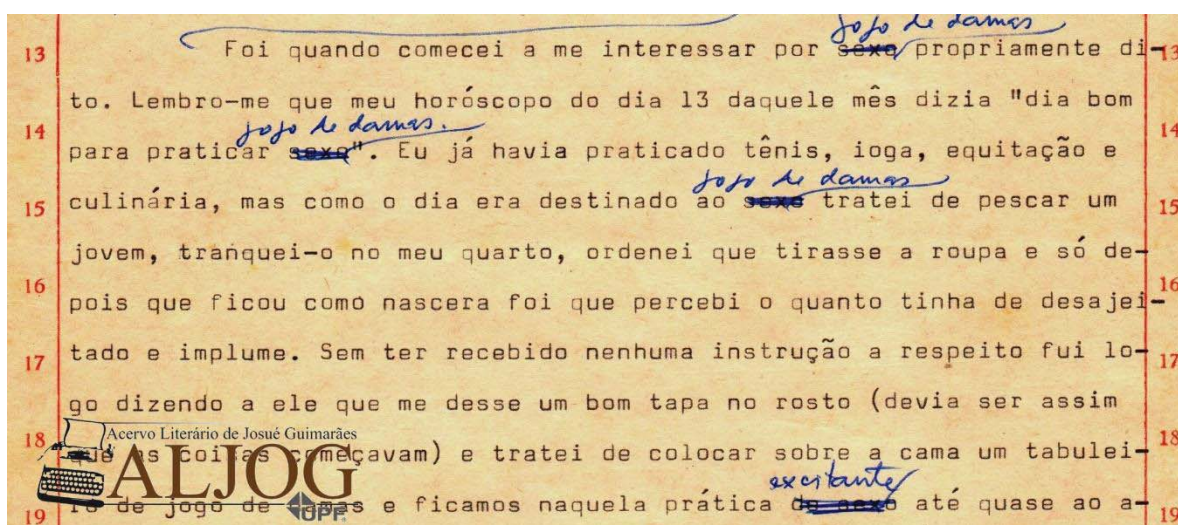 jogo de damas
13 Foi quando comecei a me interessar por sexo propriamente di- 13
to. Lembro-me que meu horóscopo do dia 13 daquele mês dizia "dia bom
14 jogo de damas. 14
para praticar sexo". Eu já havia praticado tênis, ioga, equitação e
jogo de damas
15 culinária, mas como o dia era destinado ao sexo tratei de pescar um 15
jovem, tranquei-o no meu quarto, ordenei que tirasse a roupa e só de-
16 pois que ficou como nascera foi que percebi o quanto tinha de desajei- 16
17 tado e implume. Sem ter recebido nenhuma instrução a respeito fui lo- 17
go dizendo a ele que me desse um bom tapa no rosto (devia ser assim
Acervo Literário de Josué Guimarães
18 que as coisas começavam) e tratei de colocar sobre a cama um tabulei- 18
ALJOG
UPF
excitante
19 ro de jogo de damas e ficamos naquela prática do sexo até quase ao a- 19